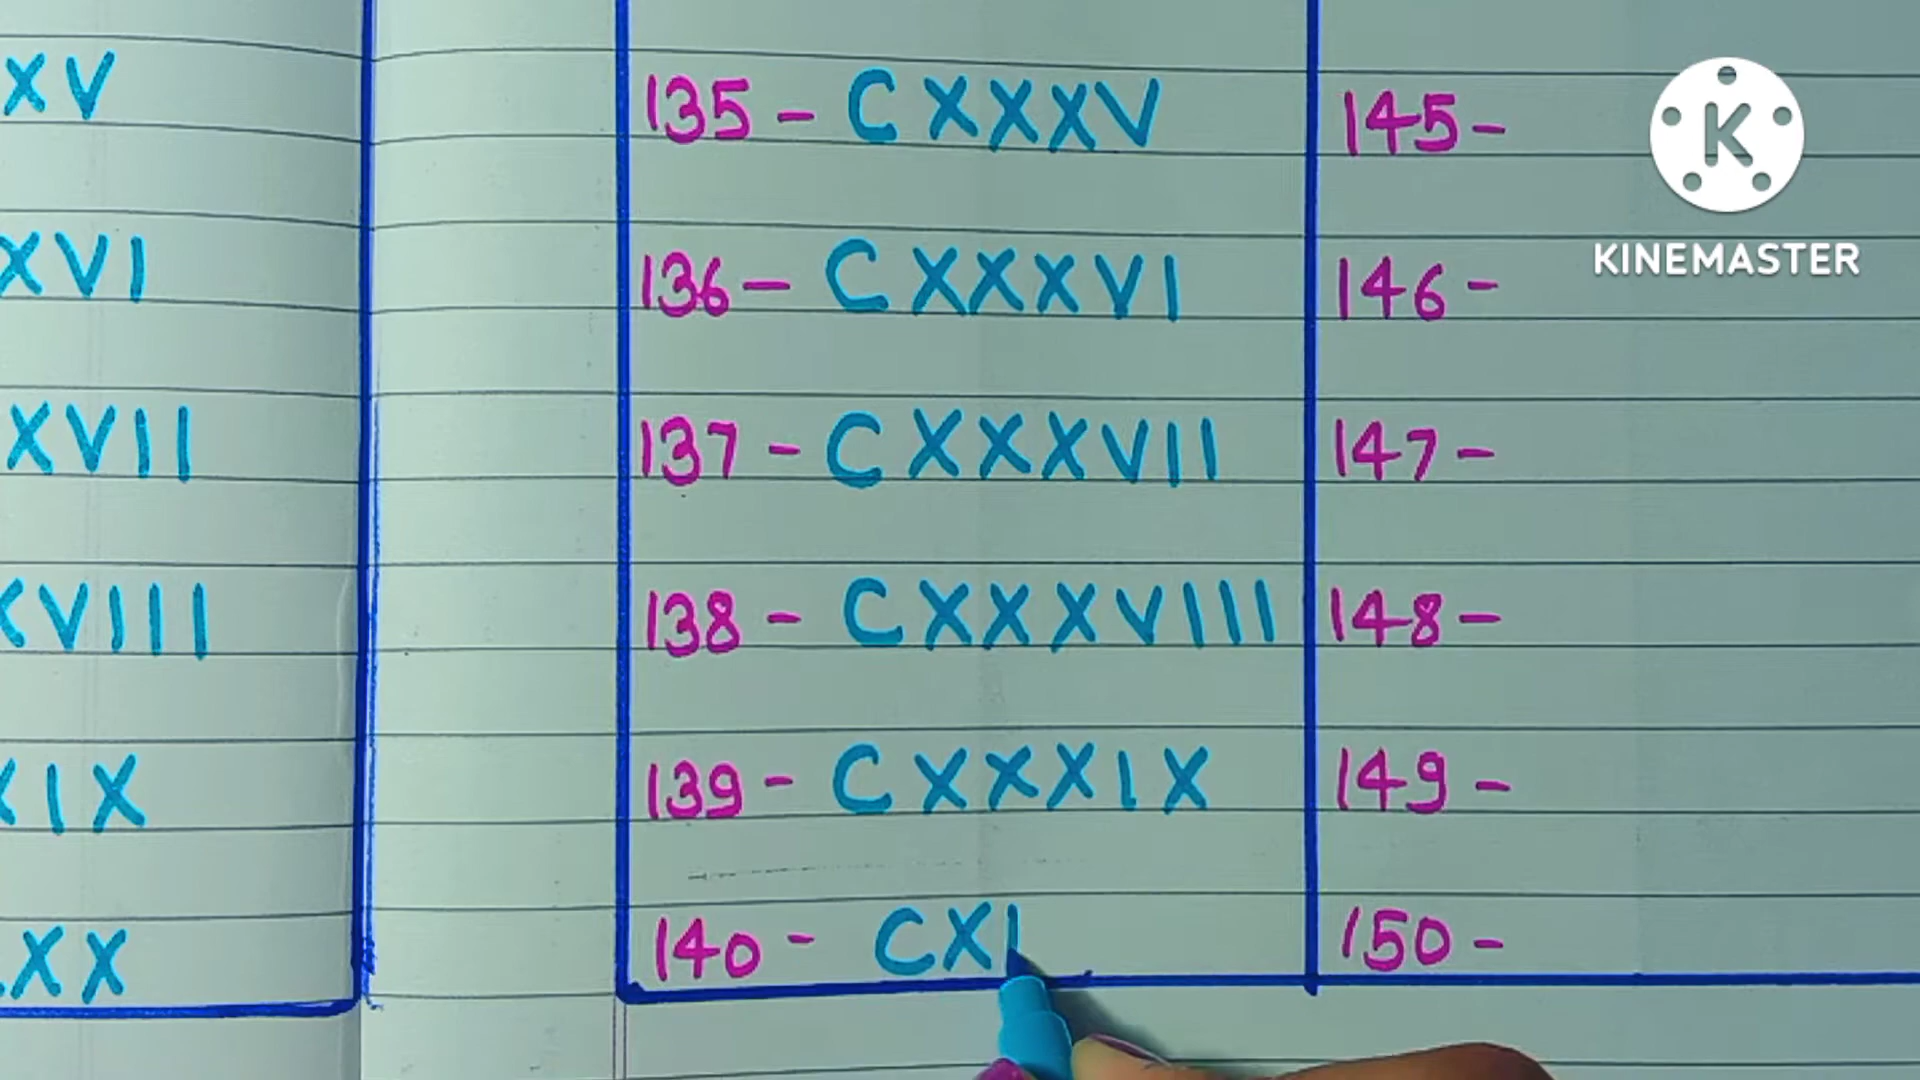 XV
XVI
XVII
XVIII
XIX
XX
135 - CXXXV
136 - CXXXVI
137 - CXXXVII
138 - CXXXVIII
139 - CXXXIX
140 - CXL
145 -
146 -
147 -
148 -
149 -
150 -
K
KINEMASTER